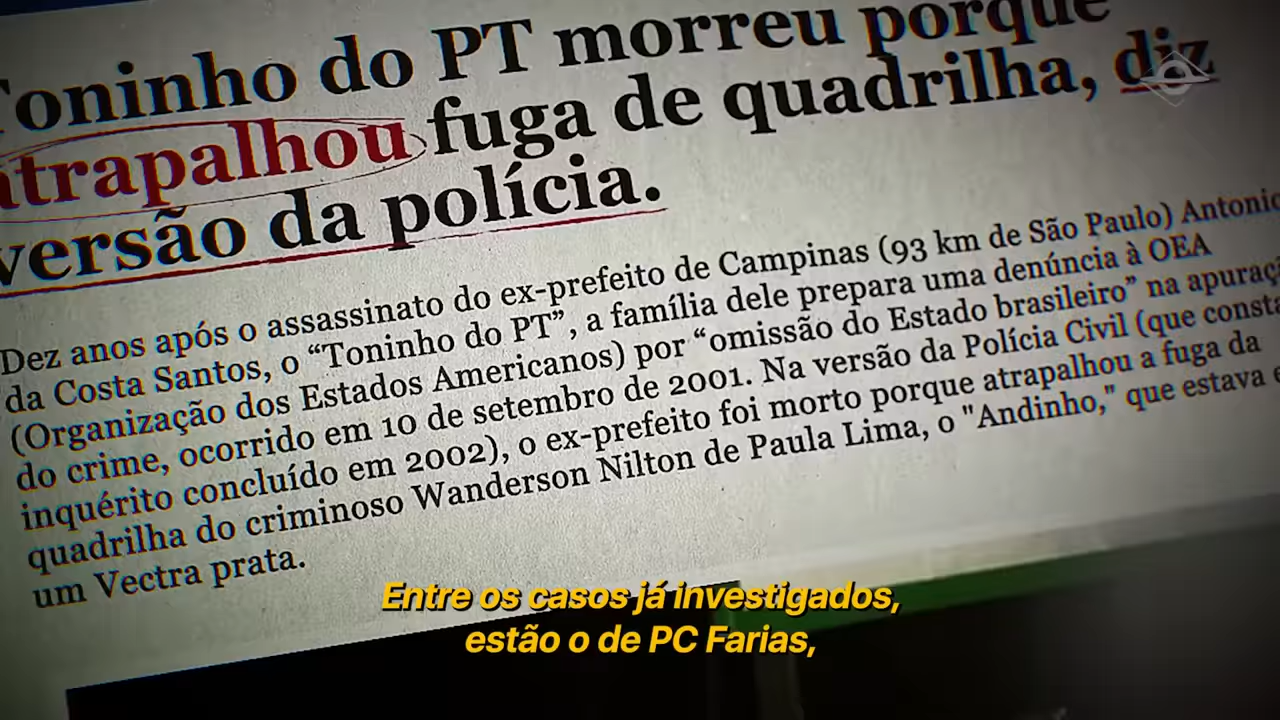 Toninho do PT morreu porque
atrapalhou fuga de quadrilha, diz
versão da polícia.
Dez anos após o assassinato do ex-prefeito de Campinas (93 km de São Paulo) Antonio
da Costa Santos, o “Toninho do PT”, a família dele prepara uma denúncia à OEA
(Organização dos Estados Americanos) por “omissão do Estado brasileiro” na
do crime, ocorrido em 10 de setembro de 2001. Na versão da Polícia Civil (que
inquérito concluído em 2002), o ex-prefeito foi morto porque atrapalhou a fuga da
quadrilha do criminoso Wanderson Nilton de Paula Lima, o "Andinho," que estava
um Vectra prata.
Entre os casos já investigados,
estão o de PC Farias,